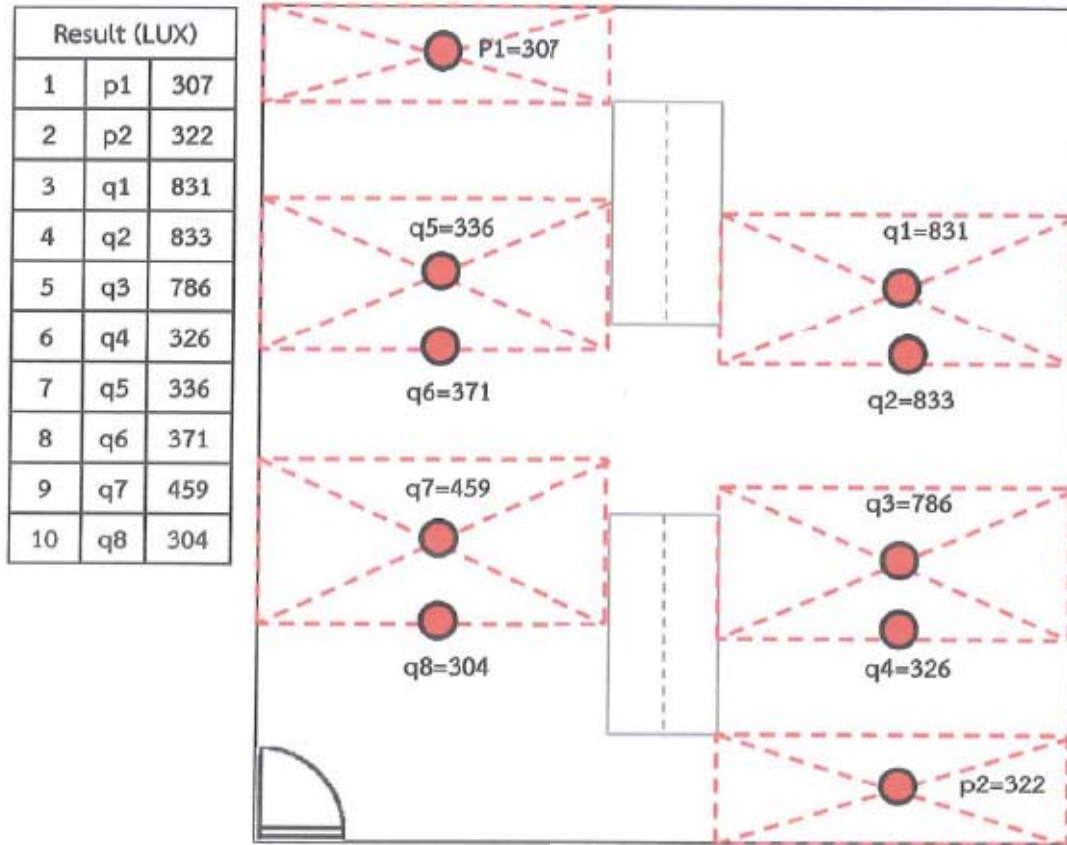 Result (LUX)
1 p1 307
2 p2 322
3 q1 831
4 q2 833
5 q3 786
6 q4 326
7 q5 336
8 q6 371
9 q7 459
10 q8 304
P1=307
q5=336
q1=831
q6=371
q2=833
q7=459
q3=786
q8=304
q4=326
p2=322